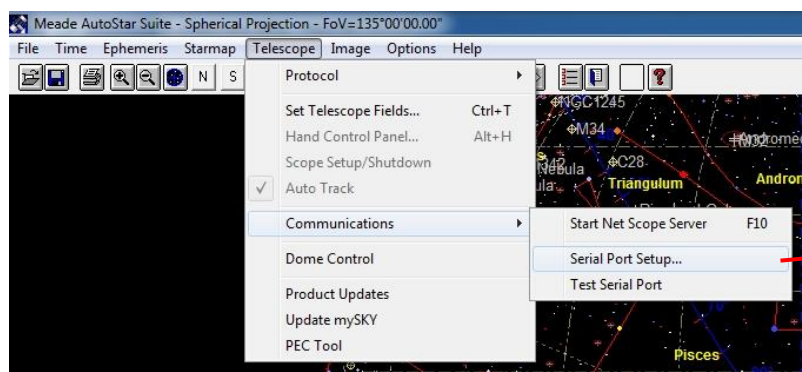 Meade AutoStar Suite - Spherical Projection - FoV=135°00'00.00"
File Time Ephemeris Starmap Telescope Image Options Help
N S
Protocol
Set Telescope Fields... Ctrl+T
Hand Control Panel... Alt+H
Scope Setup/Shutdown
Auto Track
Communications
Dome Control
Product Updates
Update mySKY
PEC Tool
Start Net Scope Server F10
Serial Port Setup...
Test Serial Port
NGC1245
M34
C28
Triangulum
Pisces